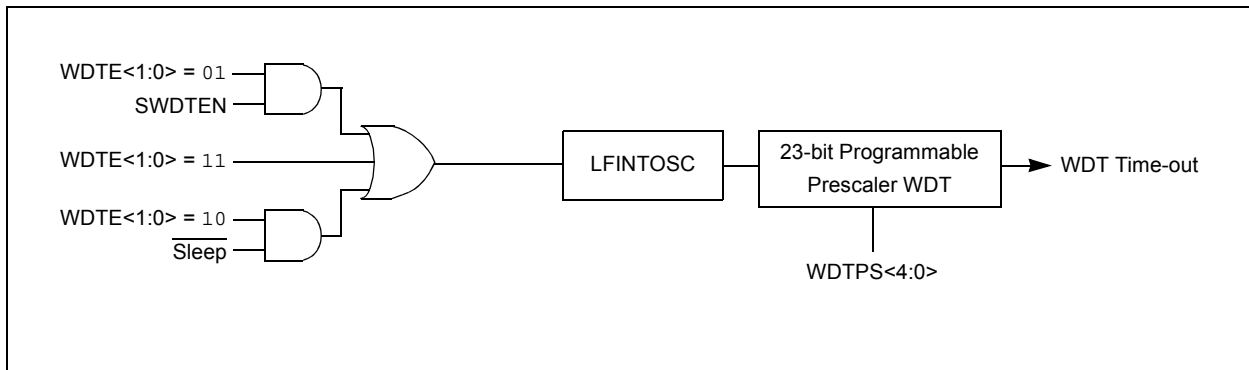 WDTE<1:0> = 01
SWDTEN
WDTE<1:0> = 11
WDTE<1:0> = 10
Sleep
LFINTOSC
23-bit Programmable
Prescaler WDT
WDT Time-out
WDTPS<4:0>